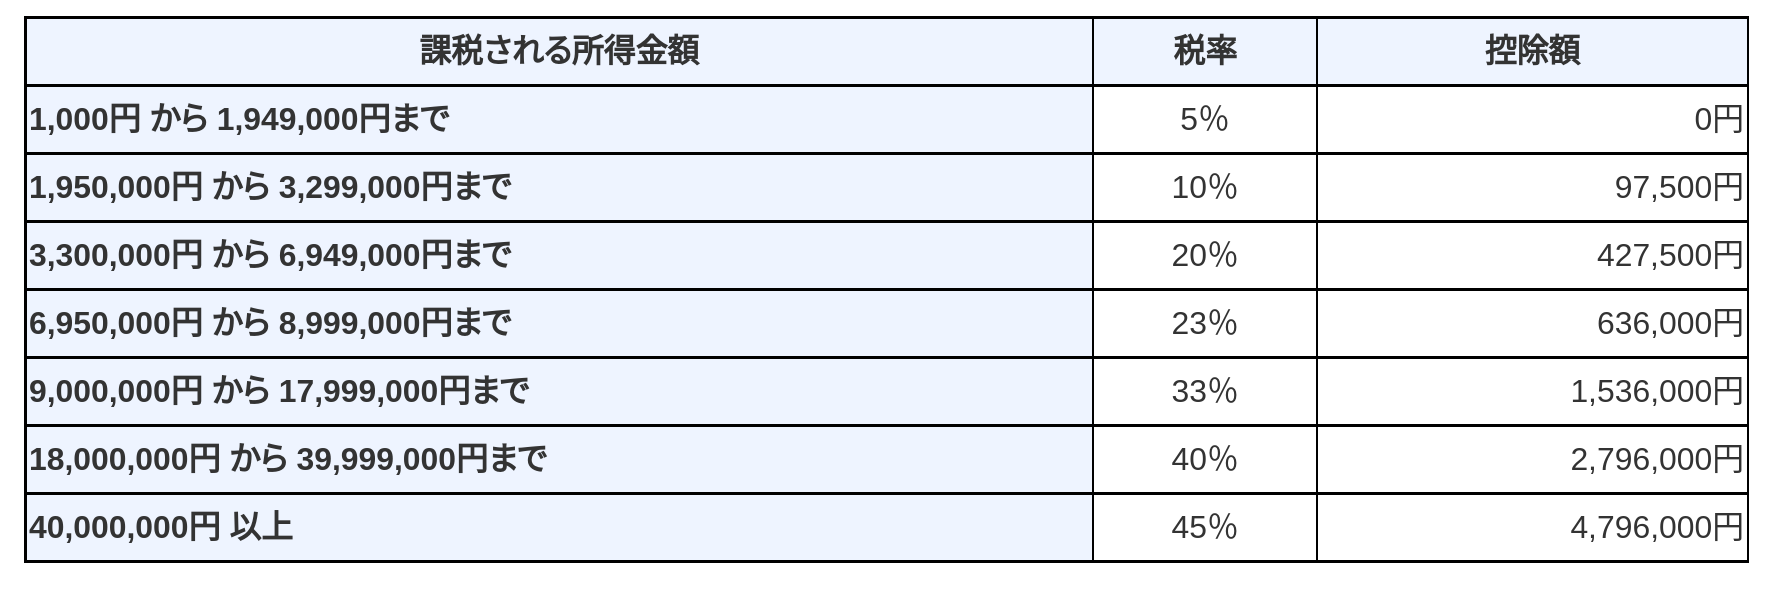 課税される所得金額 税率 控除額
1,000円 から 1,949,000円まで 5% 0円
1,950,000円 から 3,299,000円まで 10% 97,500円
3,300,000円 から 6,949,000円まで 20% 427,500円
6,950,000円 から 8,999,000円まで 23% 636,000円
9,000,000円 から 17,999,000円まで 33% 1,536,000円
18,000,000円 から 39,999,000円まで 40% 2,796,000円
40,000,000円 以上 45% 4,796,000円